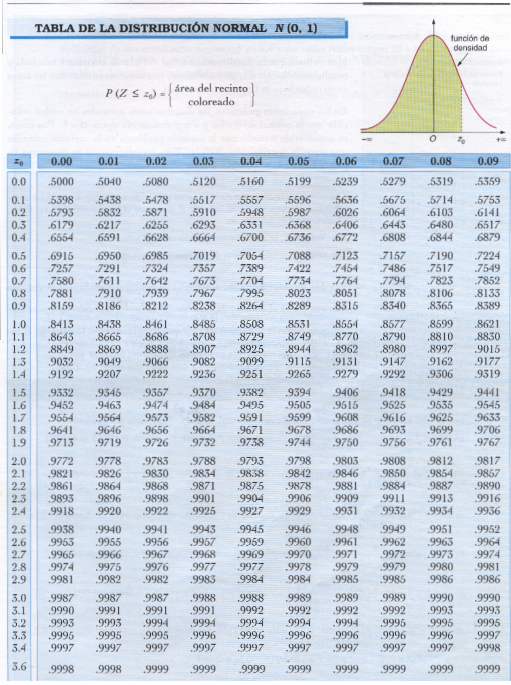 TABLA DE LA DISTRIBUCIÓN NORMAL N (0, 1)
función de
densidad
P (Z ≤ z₀) = { área del recinto
coloreado }
−∞ O z₀ +∞
z₀ 0.00 0.01 0.02 0.03 0.04 0.05 0.06 0.07 0.08 0.09
0.0 .5000 .5040 .5080 .5120 .5160 .5199 .5239 .5279 .5319 .5359
0.1 .5398 .5438 .5478 .5517 .5557 .5596 .5636 .5675 .5714 .5753
0.2 .5793 .5832 .5871 .5910 .5948 .5987 .6026 .6064 .6103 .6141
0.3 .6179 .6217 .6255 .6293 .6331 .6368 .6406 .6443 .6480 .6517
0.4 .6554 .6591 .6628 .6664 .6700 .6736 .6772 .6808 .6844 .6879
0.5 .6915 .6950 .6985 .7019 .7054 .7088 .7123 .7157 .7190 .7224
0.6 .7257 .7291 .7324 .7357 .7389 .7422 .7454 .7486 .7517 .7549
0.7 .7580 .7611 .7642 .7673 .7704 .7734 .7764 .7794 .7823 .7852
0.8 .7881 .7910 .7939 .7967 .7995 .8023 .8051 .8078 .8106 .8133
0.9 .8159 .8186 .8212 .8238 .8264 .8289 .8315 .8340 .8365 .8389
1.0 .8413 .8438 .8461 .8485 .8508 .8531 .8554 .8577 .8599 .8621
1.1 .8643 .8665 .8686 .8708 .8729 .8749 .8770 .8790 .8810 .8830
1.2 .8849 .8869 .8888 .8907 .8925 .8944 .8962 .8980 .8997 .9015
1.3 .9032 .9049 .9066 .9082 .9099 .9115 .9131 .9147 .9162 .9177
1.4 .9192 .9207 .9222 .9236 .9251 .9265 .9279 .9292 .9306 .9319
1.5 .9332 .9345 .9357 .9370 .9382 .9394 .9406 .9418 .9429 .9441
1.6 .9452 .9463 .9474 .9484 .9495 .9505 .9515 .9525 .9535 .9545
1.7 .9554 .9564 .9573 .9582 .9591 .9599 .9608 .9616 .9625 .9633
1.8 .9641 .9646 .9656 .9664 .9671 .9678 .9686 .9693 .9699 .9706
1.9 .9713 .9719 .9726 .9732 .9738 .9744 .9750 .9756 .9761 .9767
2.0 .9772 .9778 .9783 .9788 .9793 .9798 .9803 .9808 .9812 .9817
2.1 .9821 .9826 .9830 .9834 .9838 .9842 .9846 .9850 .9854 .9857
2.2 .9861 .9864 .9868 .9871 .9875 .9878 .9881 .9884 .9887 .9890
2.3 .9893 .9896 .9898 .9901 .9904 .9906 .9909 .9911 .9913 .9916
2.4 .9918 .9920 .9922 .9925 .9927 .9929 .9931 .9932 .9934 .9936
2.5 .9938 .9940 .9941 .9943 .9945 .9946 .9948 .9949 .9951 .9952
2.6 .9953 .9955 .9956 .9957 .9959 .9960 .9961 .9962 .9963 .9964
2.7 .9965 .9966 .9967 .9968 .9969 .9970 .9971 .9972 .9973 .9974
2.8 .9974 .9975 .9976 .9977 .9977 .9978 .9979 .9979 .9980 .9981
2.9 .9981 .9982 .9982 .9983 .9984 .9984 .9985 .9985 .9986 .9986
3.0 .9987 .9987 .9987 .9988 .9988 .9989 .9989 .9989 .9990 .9990
3.1 .9990 .9991 .9991 .9991 .9992 .9992 .9992 .9992 .9993 .9993
3.2 .9993 .9993 .9994 .9994 .9994 .9994 .9994 .9995 .9995 .9995
3.3 .9995 .9995 .9995 .9996 .9996 .9996 .9996 .9996 .9996 .9997
3.4 .9997 .9997 .9997 .9997 .9997 .9997 .9997 .9997 .9997 .9998
3.6 .9998 .9998 .9999 .9999 .9999 .9999 .9999 .9999 .9999 .9999